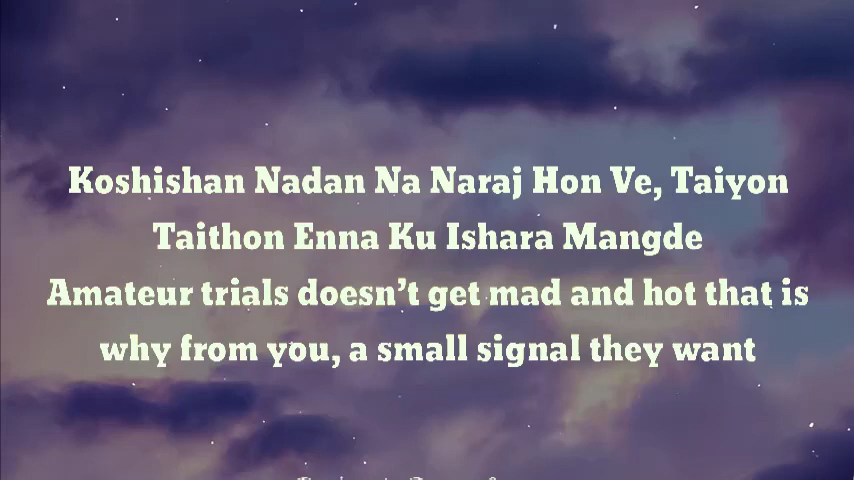 Koshishan Nadan Na Naraj Hon Ve, Taiyon
Taithon Enna Ku Ishara Mangde
Amateur trials doesn't get mad and hot that is
why from you, a small signal they want